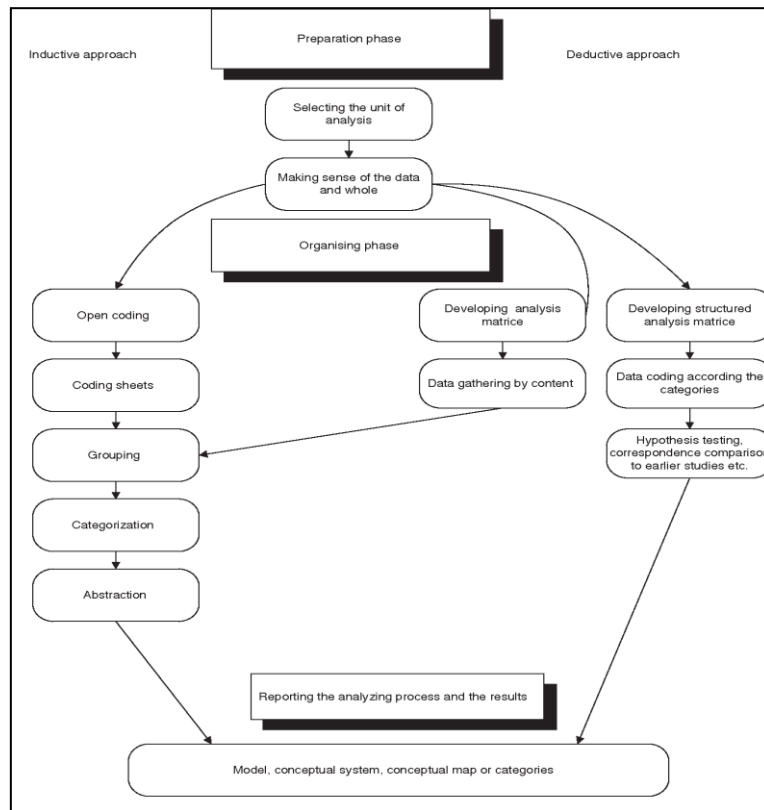 Preparation phase
Inductive approach
Deductive approach
Selecting the unit of
analysis
Making sense of the data
and whole
Organising phase
Open coding
Developing analysis
matrice
Developing structured
analysis matrice
Coding sheets
Data gathering by content
Data coding according the
categories
Grouping
Hypothesis testing,
correspondence comparison
to earlier studies etc.
Categorization
Abstraction
Reporting the analyzing process and the results
Model, conceptual system, conceptual map or categories